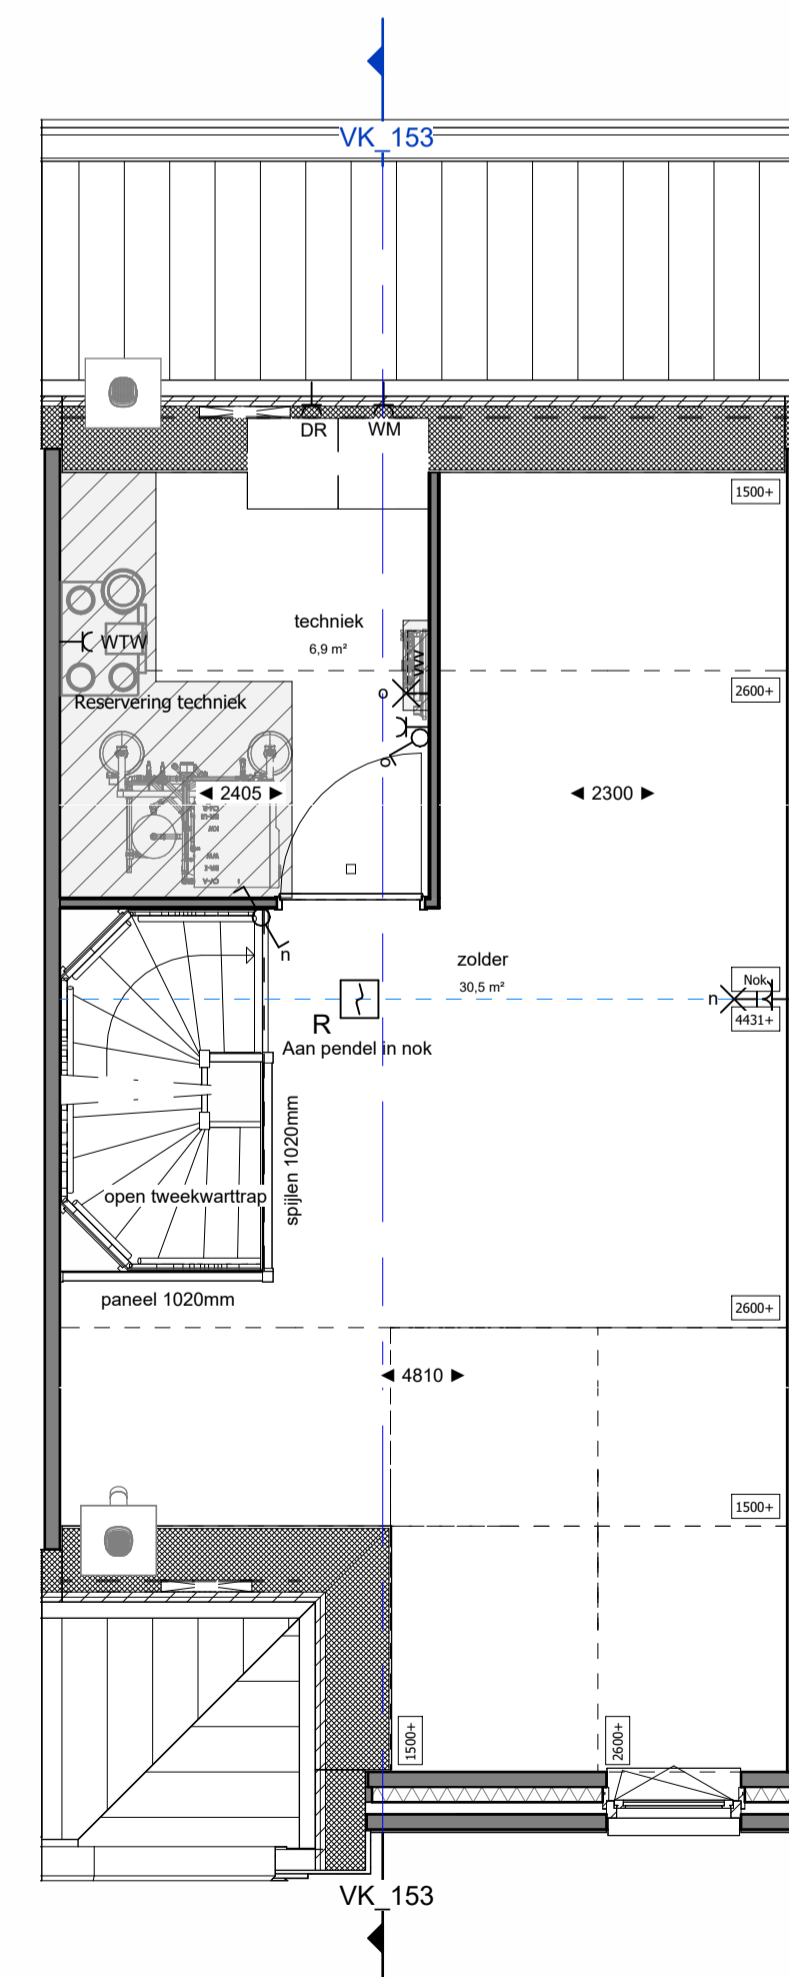 VK_153
DR
WM
1500+
techniek
6,9 m²
WTW
VV
2600+
Reservering techniek
2405
2300
n
zolder
30,5 m²
Nok
n
4431+
R
Aan pendel in nok
spijlen 1020mm
open tweekwarttrap
paneel 1020mm
2600+
4810
1500+
1500+
2600+
VK_153